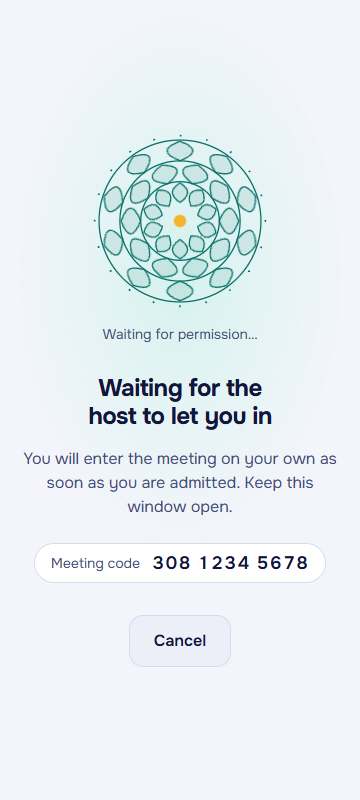 Waiting for permission...
Waiting for the
host to let you in
You will enter the meeting on your own as
soon as you are admitted. Keep this
window open.
Meeting code 308 1234 5678
Cancel